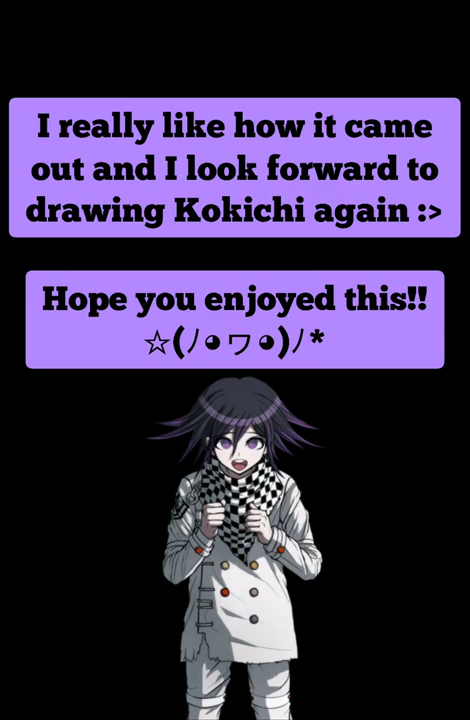 I really like how it came
out and I look forward to
drawing Kokichi again :>
Hope you enjoyed this!!
☆(ﾉ◕ヮ◕)ﾉ*